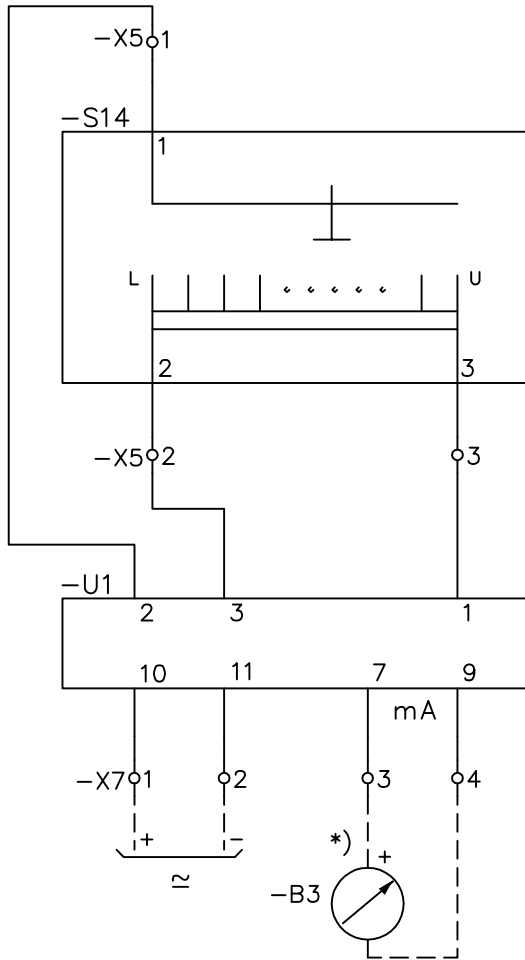 -X5 1
-S14
1
L U
2 3
-X5 2 3
-U1
2 3 1
10 11 7 9
mA
-X7 1 2 3 4
+ - *) +
≃
-B3